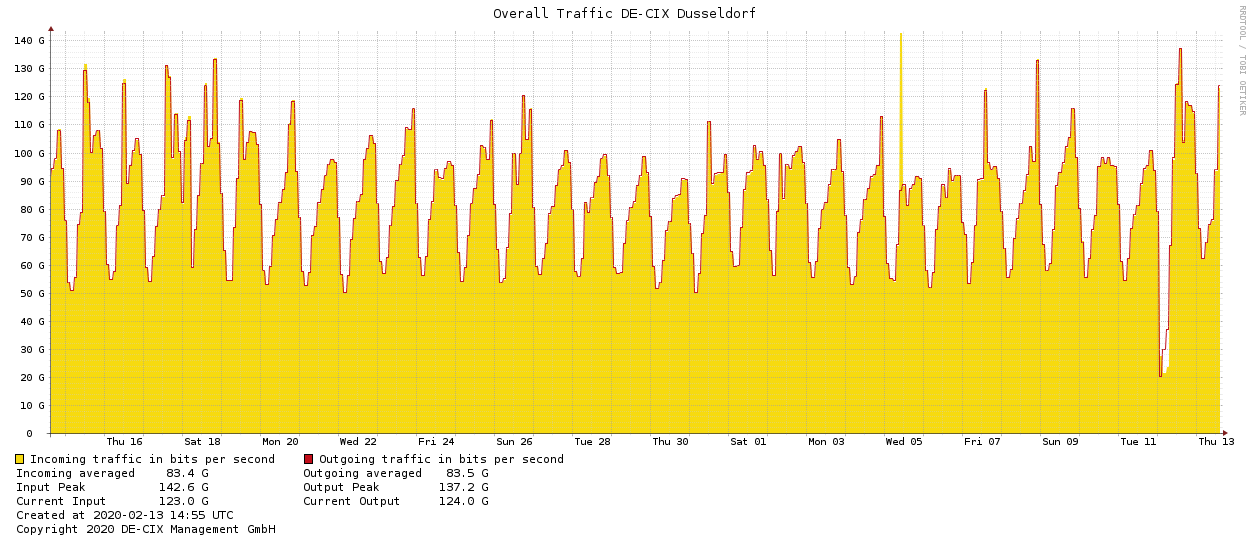 Overall Traffic DE-CIX Dusseldorf
RRDTOOL / TOBI OETIKER
140 G
130 G
120 G
110 G
100 G
90 G
80 G
70 G
60 G
50 G
40 G
30 G
20 G
10 G
0
Thu 16 Sat 18 Mon 20 Wed 22 Fri 24 Sun 26 Tue 28 Thu 30 Sat 01 Mon 03 Wed 05 Fri 07 Sun 09 Tue 11 Thu 13
Incoming traffic in bits per second Outgoing traffic in bits per second
Incoming averaged 83.4 G Outgoing averaged 83.5 G
Input Peak 142.6 G Output Peak 137.2 G
Current Input 123.0 G Current Output 124.0 G
Created at 2020-02-13 14:55 UTC
Copyright 2020 DE-CIX Management GmbH